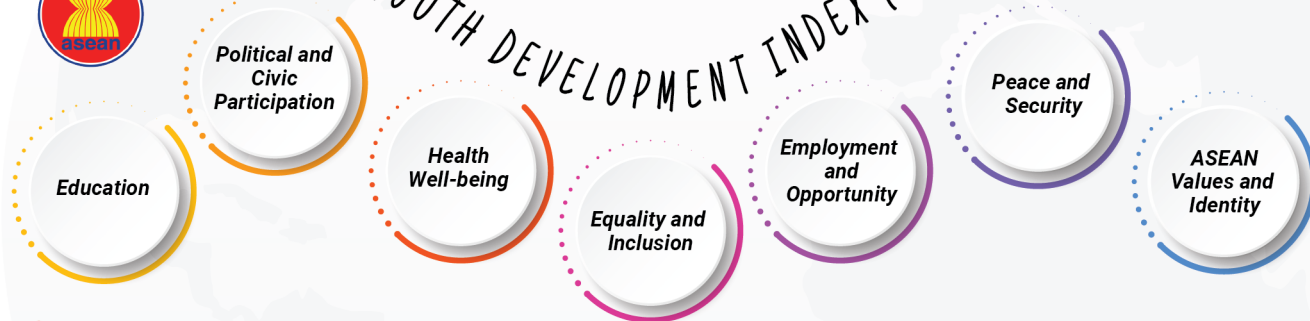 asean
OUTH DEVELOPMENT INDEX
Education
Political and
Civic
Participation
Health
Well-being
Equality and
Inclusion
Employment
and
Opportunity
Peace and
Security
ASEAN
Values and
Identity